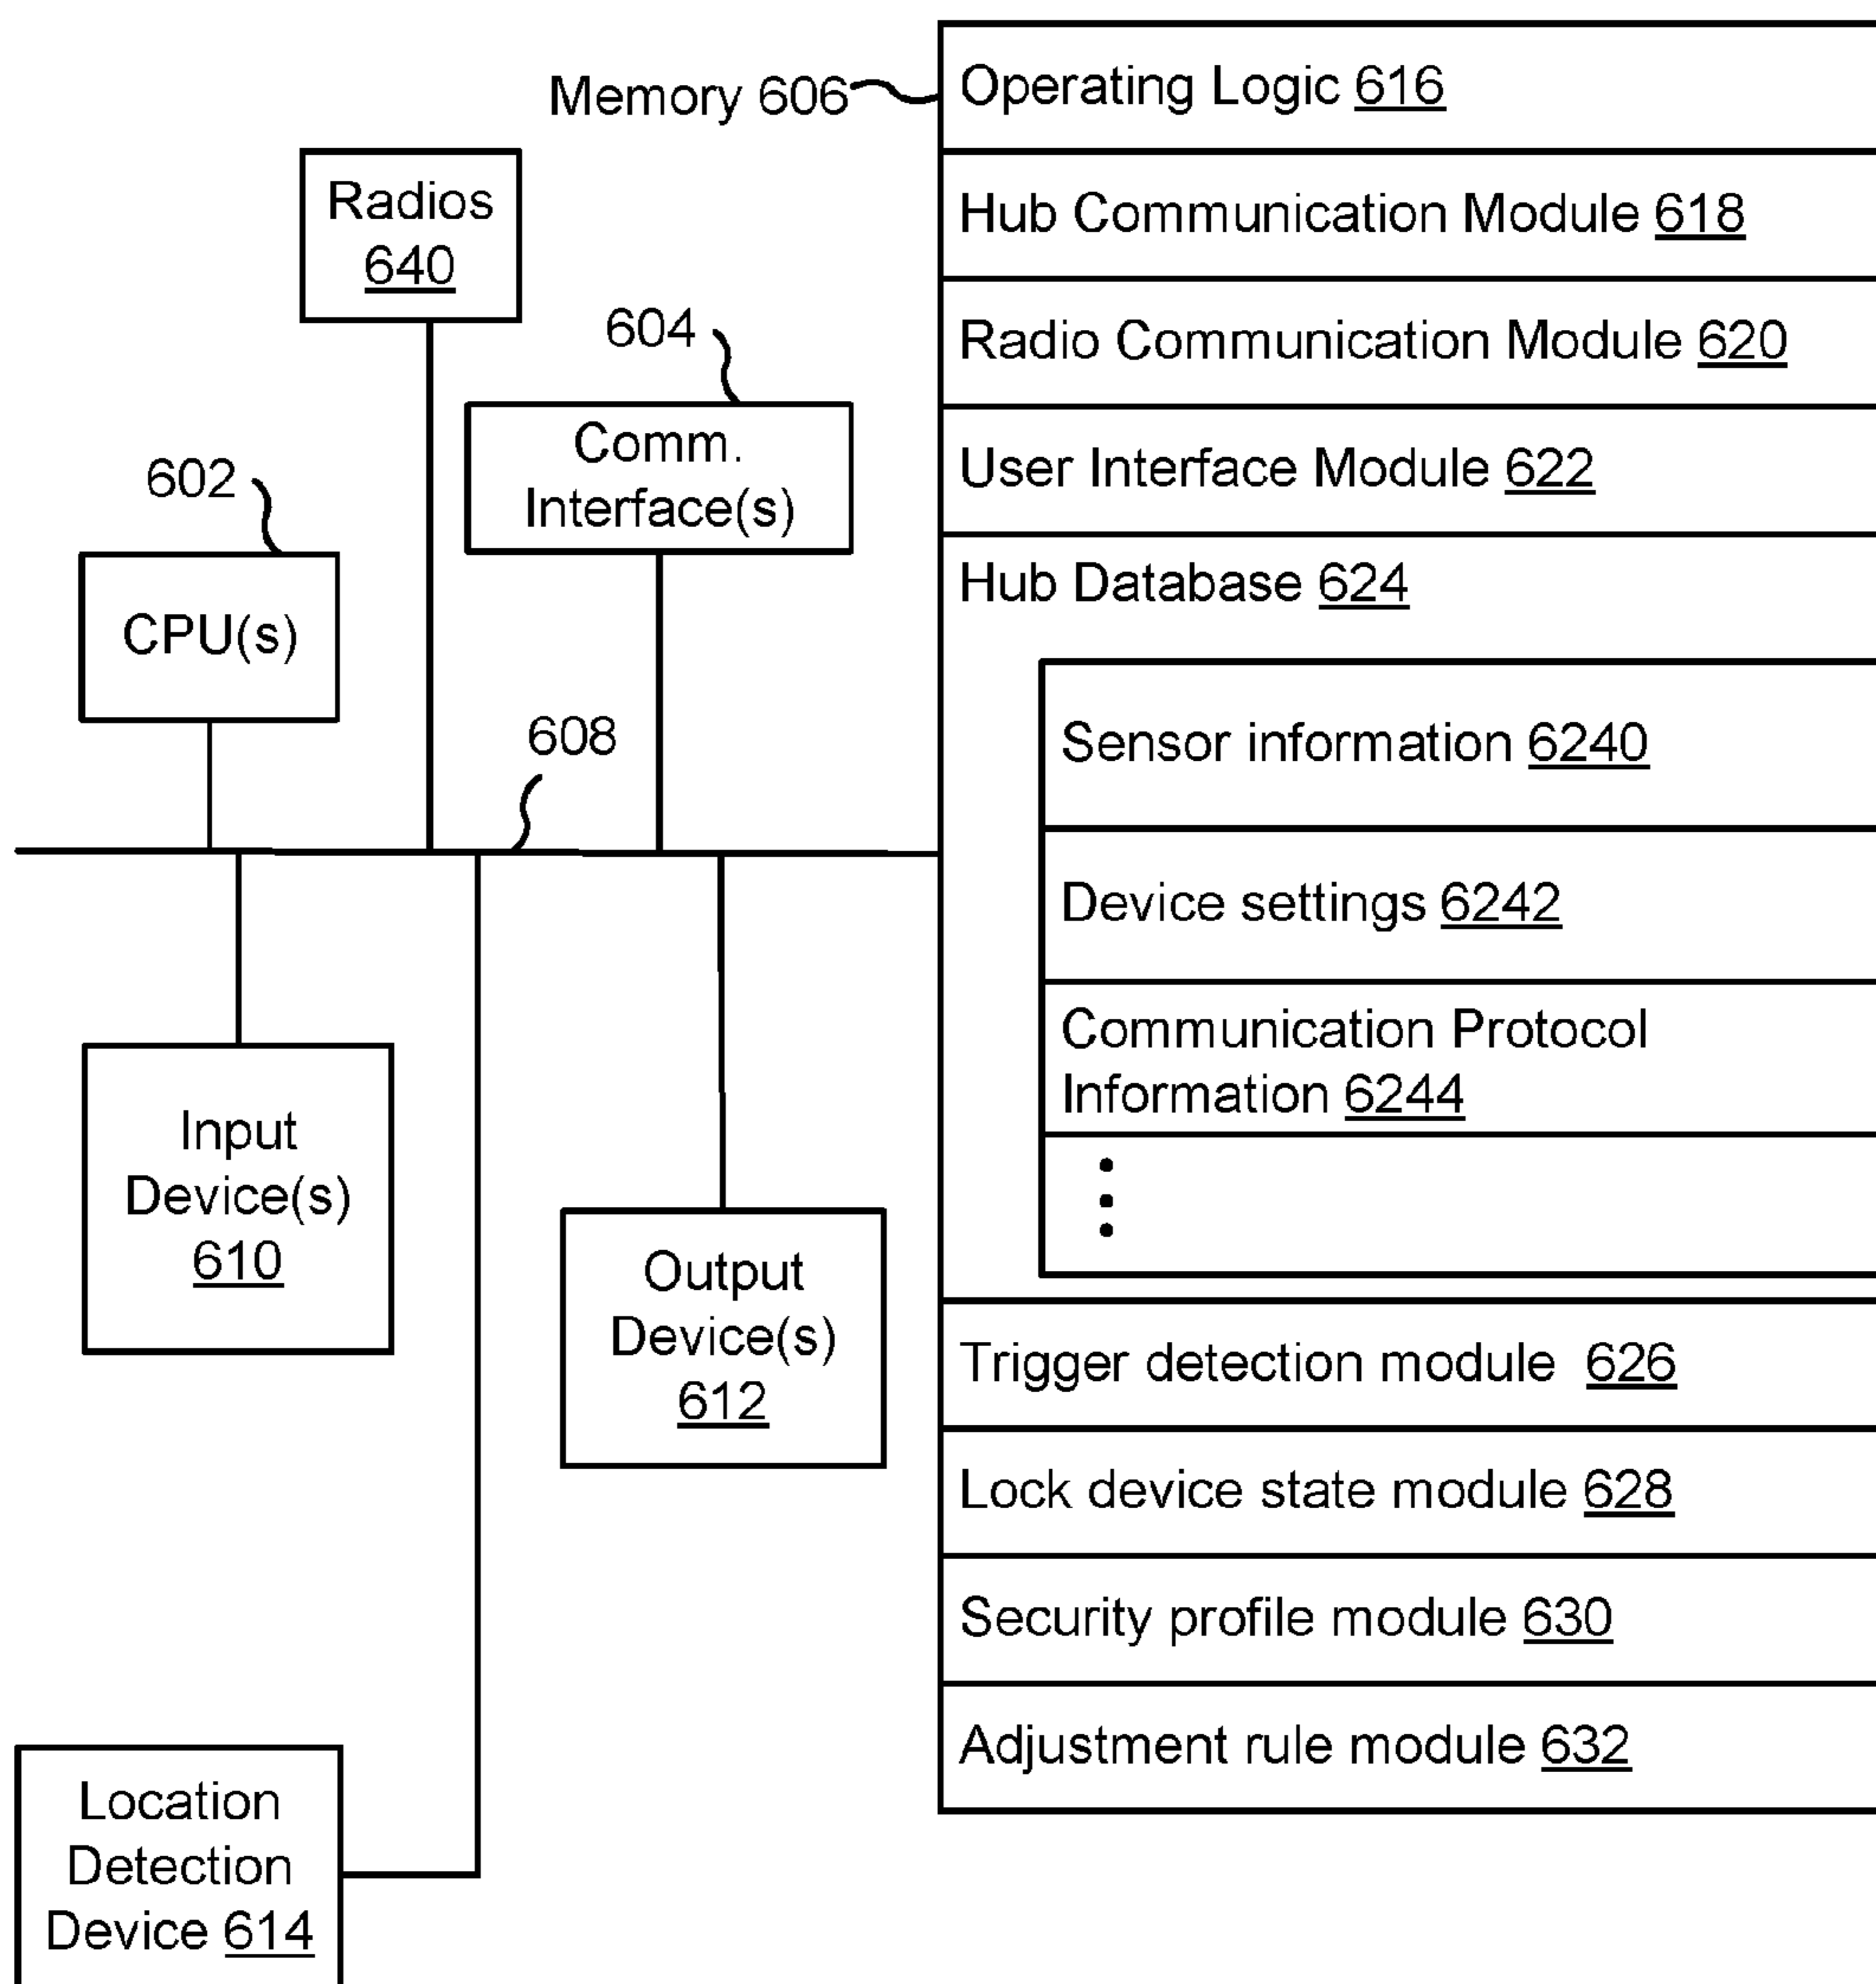 Memory 606
Radios
640
604
Comm.
Interface(s)
602
CPU(s)
608
Input
Device(s)
610
Output
Device(s)
612
Location
Detection
Device 614
Operating Logic 616
Hub Communication Module 618
Radio Communication Module 620
User Interface Module 622
Hub Database 624
Sensor information 6240
Device settings 6242
Communication Protocol
Information 6244
Trigger detection module 626
Lock device state module 628
Security profile module 630
Adjustment rule module 632